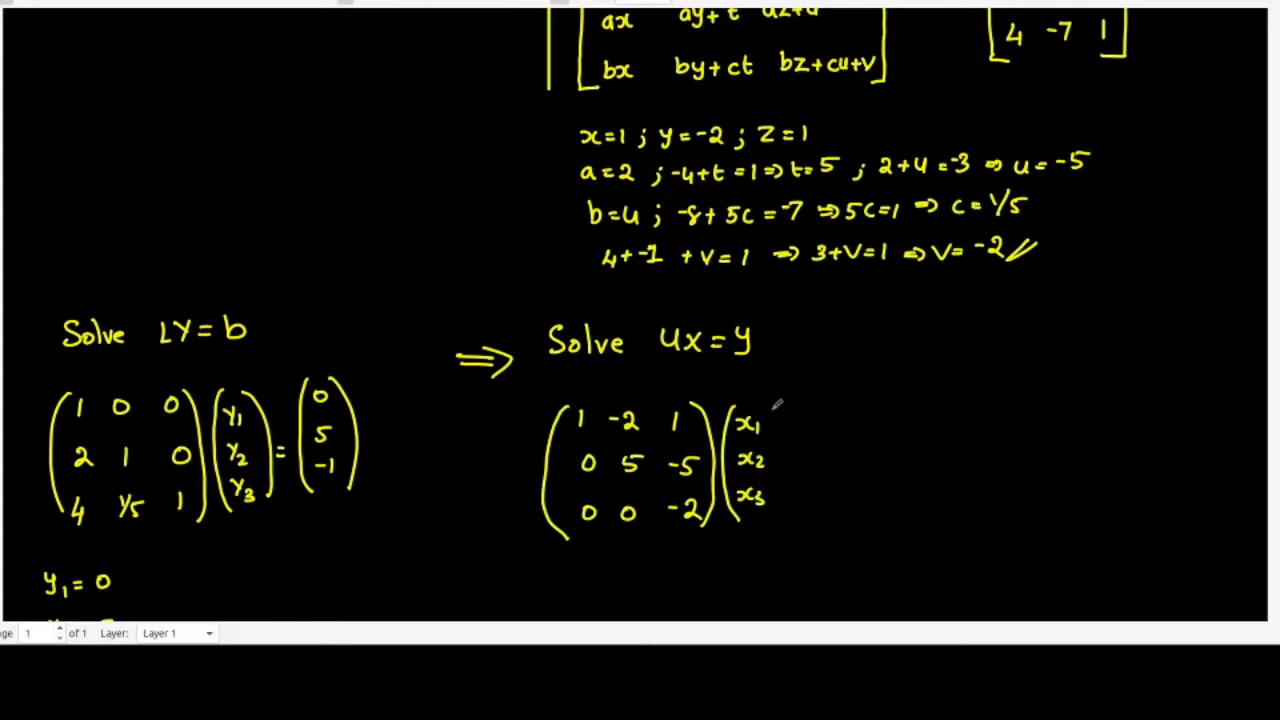 ax ay+t
4 -7 1
bx by+ct bz+cu+v
x=1 ; y=-2 ; z=1
a=2 ; -4+t=1 ⇒ t=5 ; 2+u=-3 ⇒ u=-5
b=4 ; -8+5c=-7 ⇒ 5c=1 ⇒ c=1/5
4+-1 +v=1 ⇒ 3+v=1 ⇒ v=-2
Solve LY=b
⇒ Solve UX=y
1 0 0 y1 = 0
2 1 0 y2 5
4 1/5 1 y3 -1
1 -2 1 x1
0 5 -5 x2
0 0 -2 x3
y1=0
1 of 1 Layer: Layer 1